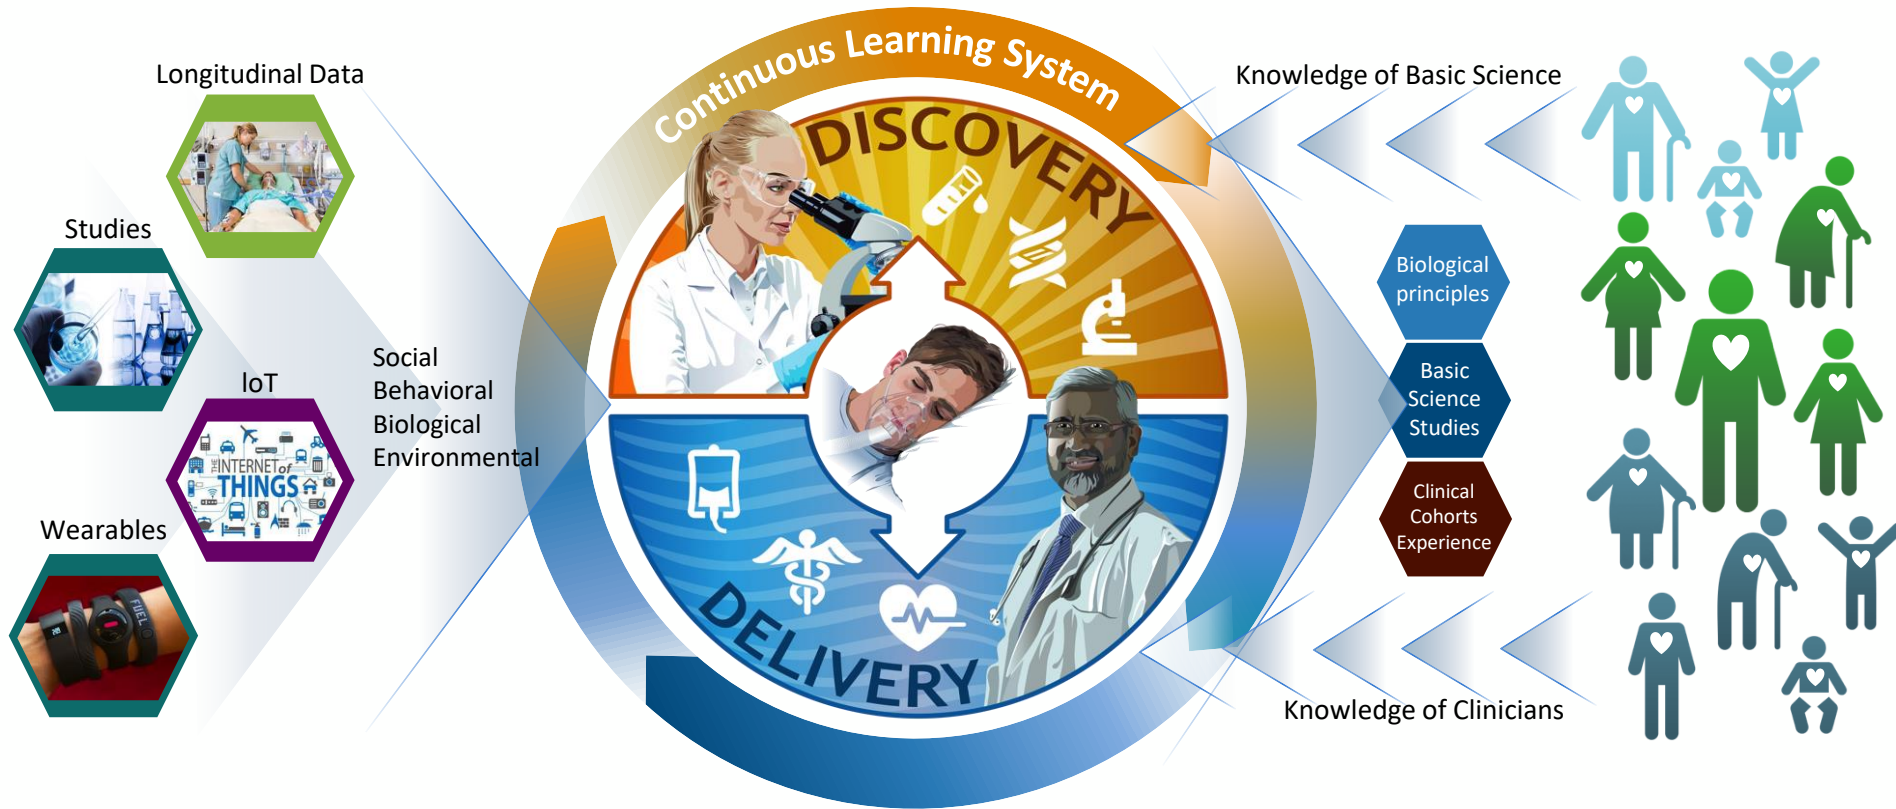 Continuous Learning System
Longitudinal Data
Knowledge of Basic Science
DISCOVERY
Studies
Biological
principles
IoT
Social
Behavioral
Biological
Environmental
Basic
Science
Studies
THE
INTERNET of
THINGS
Clinical
Cohorts
Experience
Wearables
FUEL
DELIVERY
Knowledge of Clinicians